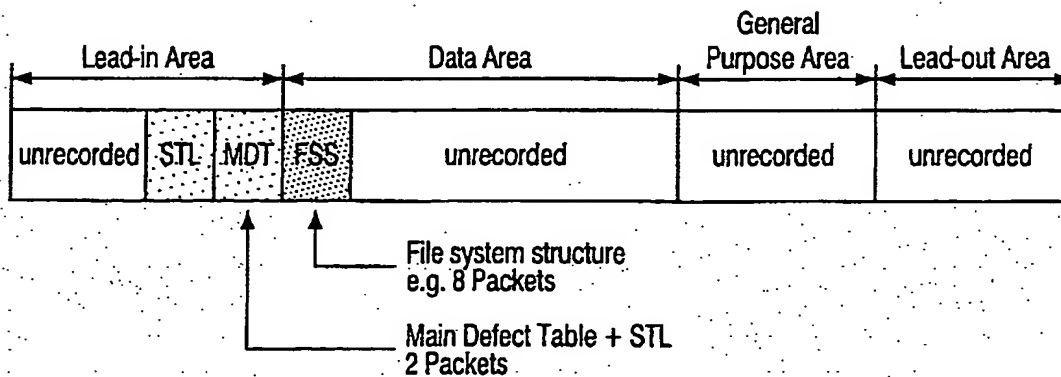 General
Lead-in Area Data Area Purpose Area Lead-out Area
unrecorded STL MDT FSS unrecorded unrecorded unrecorded
File system structure
e.g. 8 Packets
Main Defect Table + STL
2 Packets